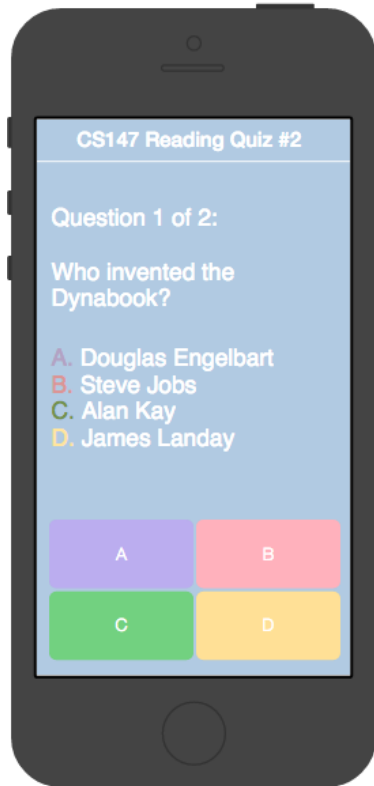 CS147 Reading Quiz #2
Question 1 of 2:
Who invented the
Dynabook?
A. Douglas Engelbart
B. Steve Jobs
C. Alan Kay
D. James Landay
A B
C D